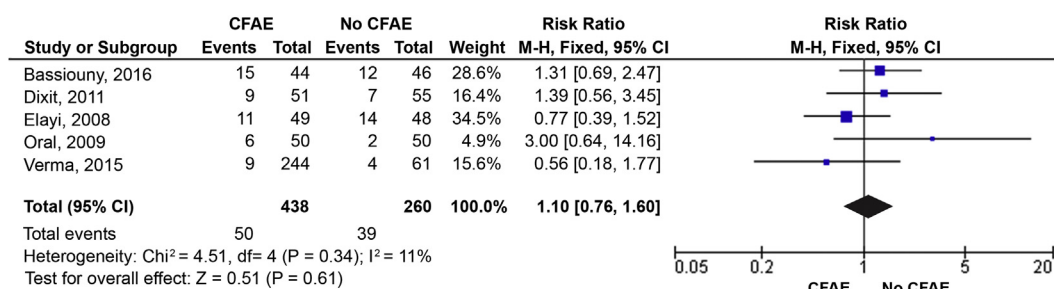 CFAE No CFAE Risk Ratio Risk Ratio
Study or Subgroup Events Total Events Total Weight M-H, Fixed, 95% CI M-H, Fixed, 95% CI
Bassiouny, 2016 15 44 12 46 28.6% 1.31 [0.69, 2.47]
Dixit, 2011 9 51 7 55 16.4% 1.39 [0.56, 3.45]
Elayi, 2008 11 49 14 48 34.5% 0.77 [0.39, 1.52]
Oral, 2009 6 50 2 50 4.9% 3.00 [0.64, 14.16]
Verma, 2015 9 244 4 61 15.6% 0.56 [0.18, 1.77]
Total (95% CI) 438 260 100.0% 1.10 [0.76, 1.60]
Total events 50 39
Heterogeneity: Chi² = 4.51, df= 4 (P = 0.34); I² = 11%
Test for overall effect: Z = 0.51 (P = 0.61)
0.05 0.2 1 5 20
CFAE No CFAE